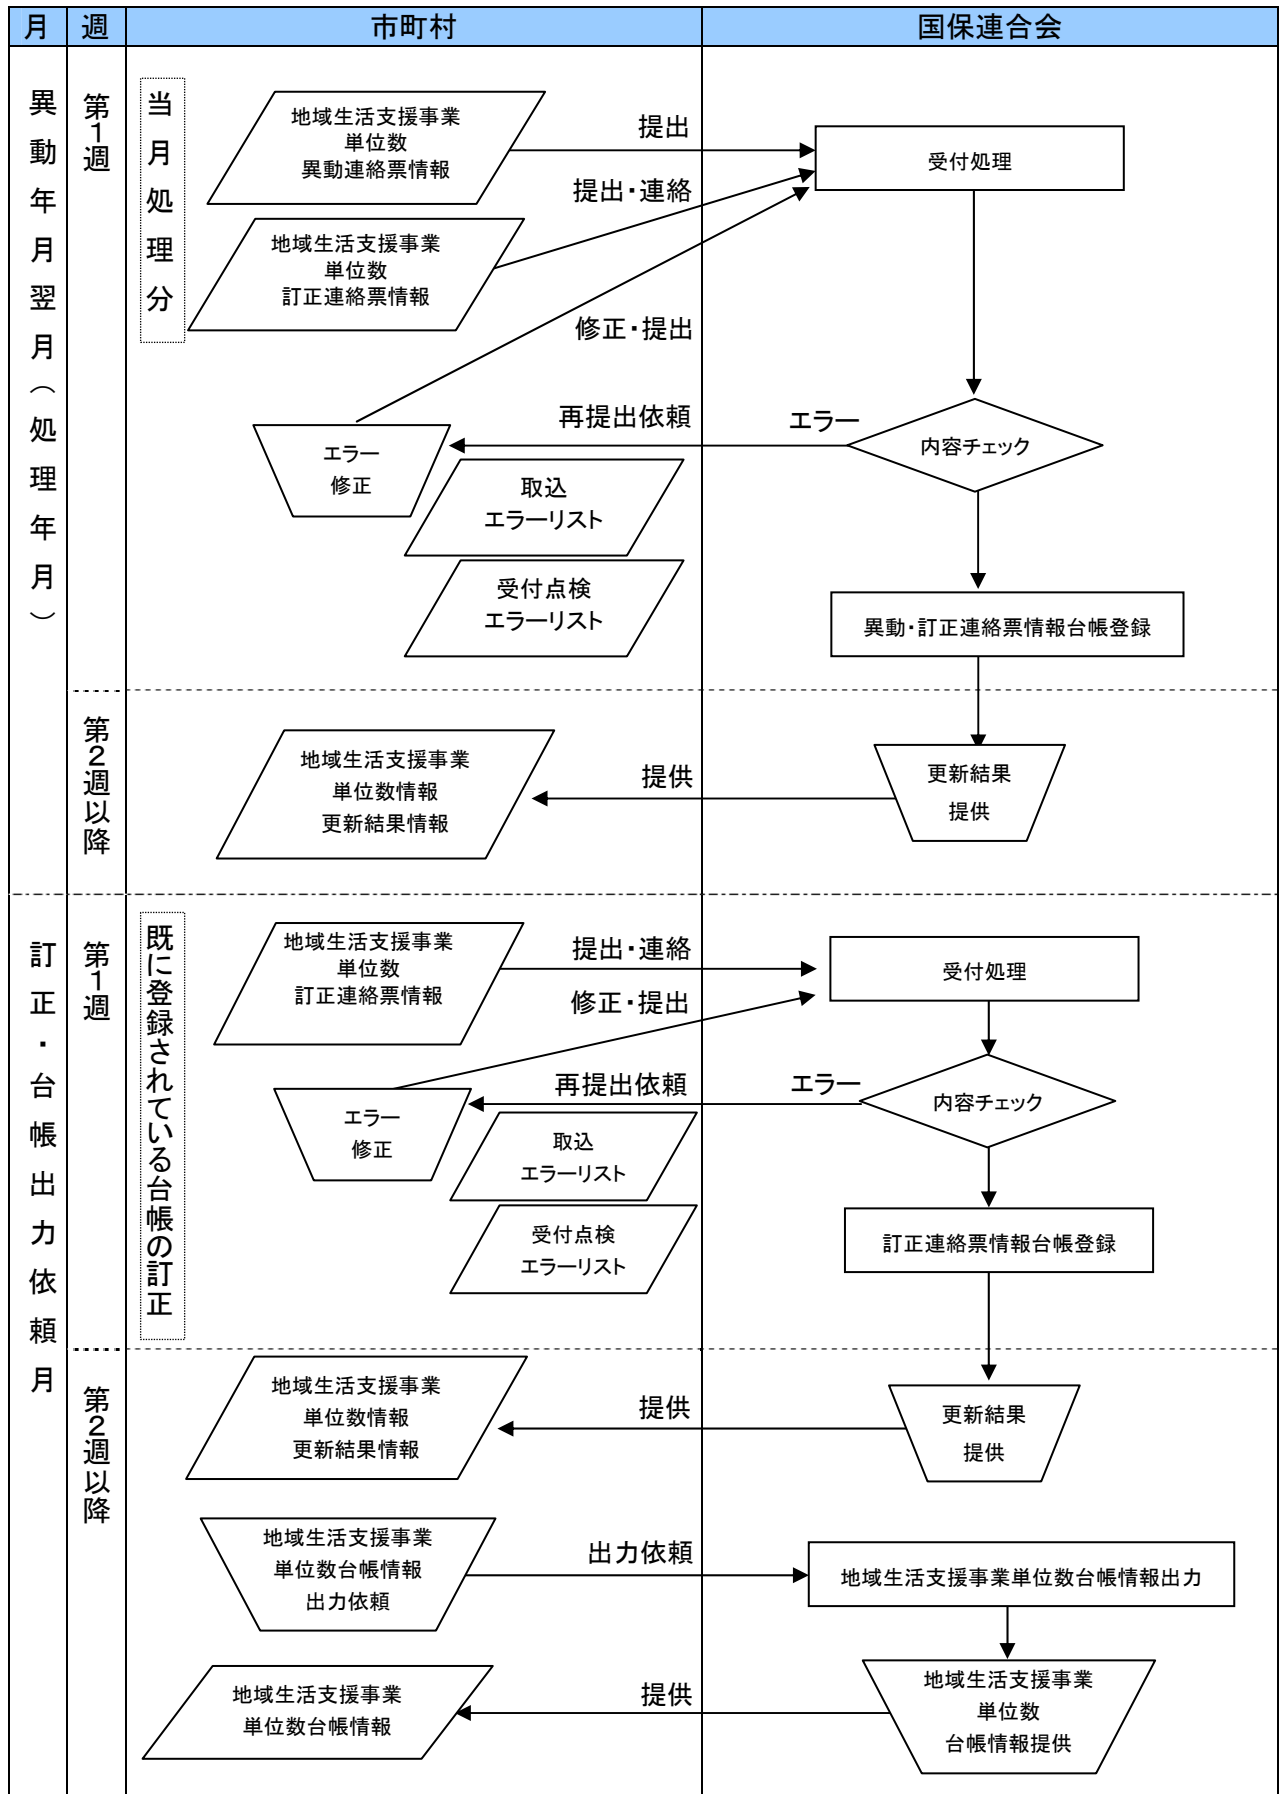 月
週
市町村
国保連合会
異動年月翌月（処理年月）
第1週
当月処理分
地域生活支援事業
単位数
異動連絡票情報
提出
受付処理
提出・連絡
地域生活支援事業
単位数
訂正連絡票情報
修正・提出
再提出依頼
エラー
内容チェック
エラー
修正
取込
エラーリスト
受付点検
エラーリスト
異動・訂正連絡票情報台帳登録
第2週以降
地域生活支援事業
単位数情報
更新結果情報
提供
更新結果
提供
訂正・台帳出力依頼月
第1週
既に登録されている台帳の訂正
地域生活支援事業
単位数
訂正連絡票情報
提出・連絡
受付処理
修正・提出
再提出依頼
エラー
内容チェック
エラー
修正
取込
エラーリスト
受付点検
エラーリスト
訂正連絡票情報台帳登録
第2週以降
地域生活支援事業
単位数情報
更新結果情報
提供
更新結果
提供
地域生活支援事業
単位数台帳情報
出力依頼
出力依頼
地域生活支援事業単位数台帳情報出力
地域生活支援事業
単位数台帳情報
提供
地域生活支援事業
単位数
台帳情報提供